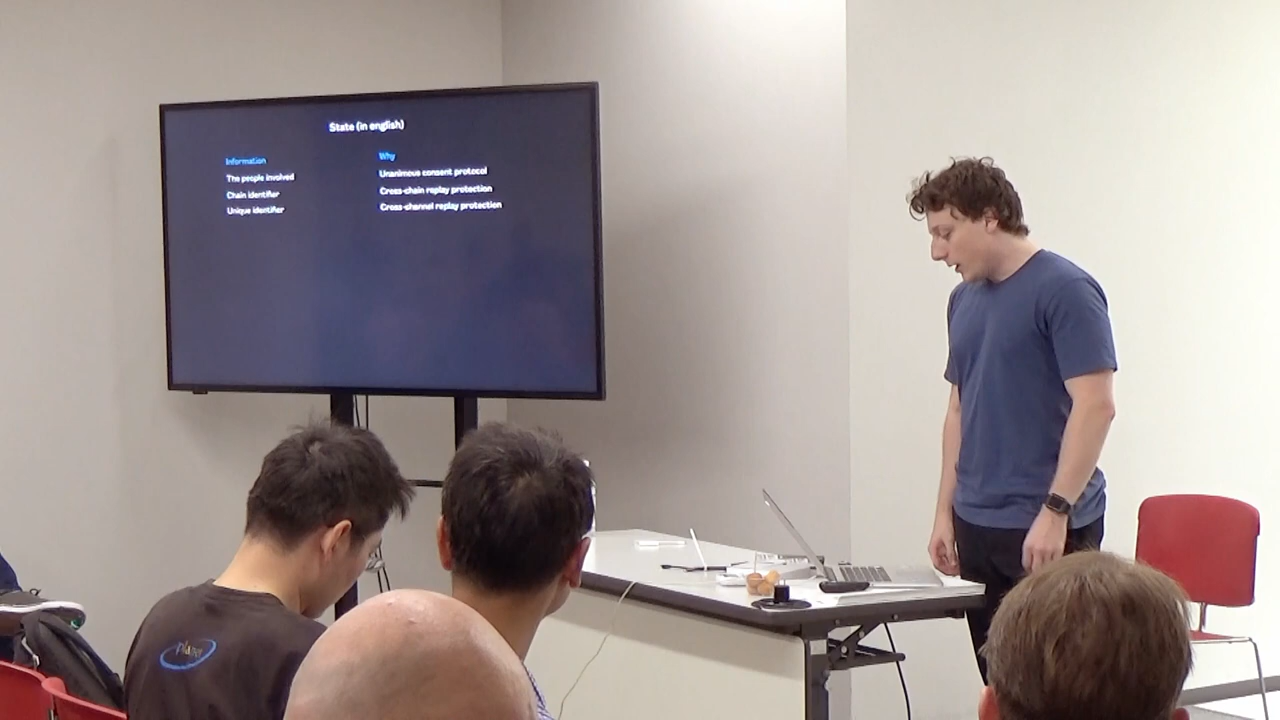 State (in english)
Information Why
The people involved Unanimous consent protocol
Chain identifier Cross-chain replay protection
Unique identifier Cross-channel replay protection
planet